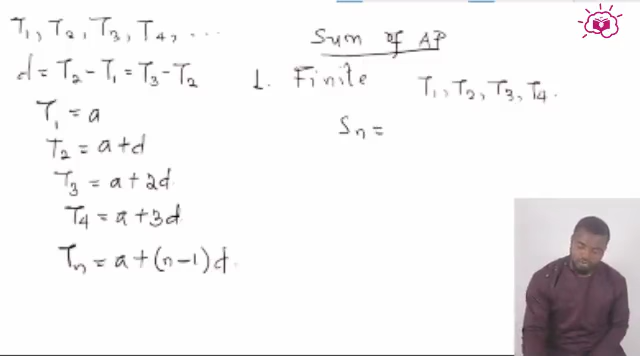 T₁, T₂, T₃, T₄, ...
d = T₂ - T₁ = T₃ - T₂
T₁ = a
T₂ = a + d
T₃ = a + 2d
T₄ = a + 3d
Tₙ = a + (n-1)d.
Sum of AP
1. Finite T₁, T₂, T₃, T₄.
Sₙ =